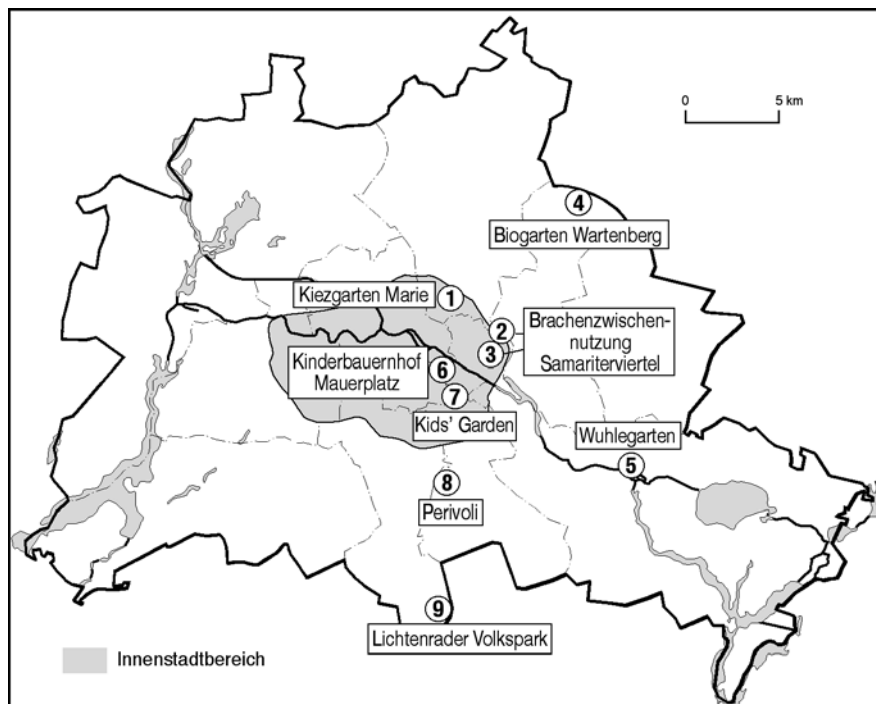 0 5 km
4
Biogarten Wartenberg
Kiezgarten Marie 1
2
Brachenzwischen-
nutzung
Samariterviertel
3
Kinderbauernhof
Mauerplatz
6
7
Kids' Garden
Wuhlegarten
5
8
Perivoli
9
Lichtenrader Volkspark
Innenstadtbereich